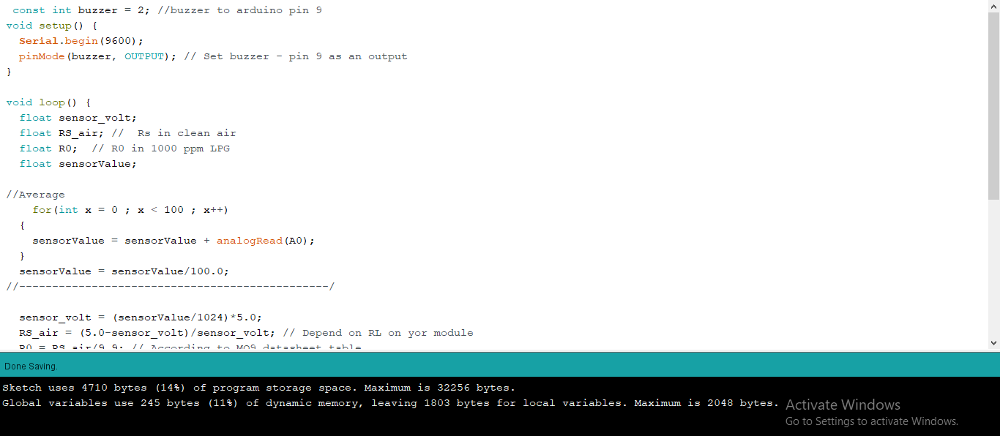 const int buzzer = 2; //buzzer to arduino pin 9
void setup() {
  Serial.begin(9600);
  pinMode(buzzer, OUTPUT); // Set buzzer - pin 9 as an output
}

void loop() {
  float sensor_volt;
  float RS_air; //  Rs in clean air
  float R0;  // R0 in 1000 ppm LPG
  float sensorValue;

//Average
    for(int x = 0 ; x < 100 ; x++)
  {
    sensorValue = sensorValue + analogRead(A0);
  }
  sensorValue = sensorValue/100.0;
//-----------------------------------------------/

  sensor_volt = (sensorValue/1024)*5.0;
  RS_air = (5.0-sensor_volt)/sensor_volt; // Depend on RL on yor module
  R0 = RS_air/9.9; // According to MQ9 datasheet table
Done Saving.
Sketch uses 4710 bytes (14%) of program storage space. Maximum is 32256 bytes.
Global variables use 245 bytes (11%) of dynamic memory, leaving 1803 bytes for local variables. Maximum is 2048 bytes.
Activate Windows
Go to Settings to activate Windows.